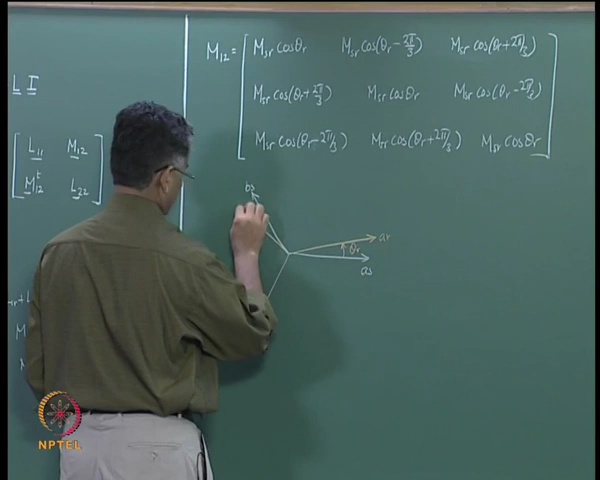 L I
L₁₁ M₁₂
M₁₂ᵗ L₂₂
M₁₂ =
Msr cosθr Msr cos(θr - 2π/3) Msr cos(θr + 2π/3)
Msr cos(θr + 2π/3) Msr cosθr Msr cos(θr - 2π/3)
Msr cos(θr - 2π/3) Msr cos(θr + 2π/3) Msr cosθr
bs
ar
θr
as
NPTEL